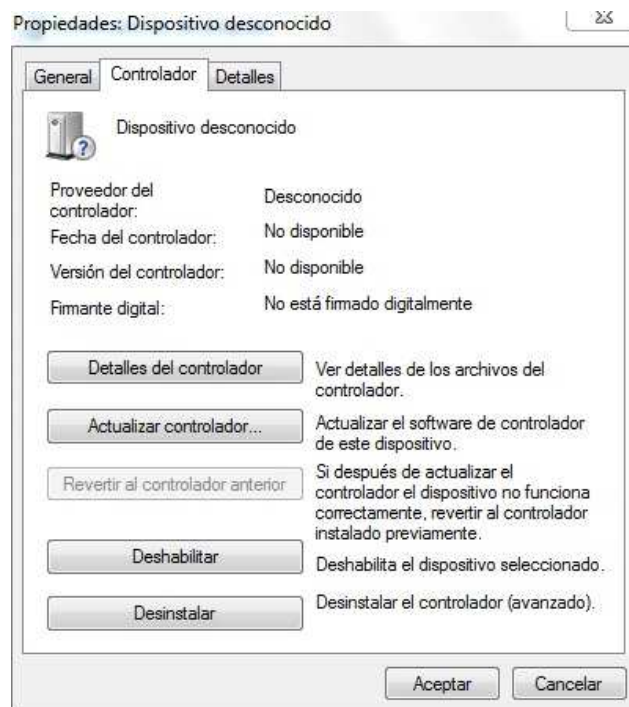 Propiedades: Dispositivo desconocido
General Controlador Detalles
Dispositivo desconocido
Proveedor del
controlador:
Desconocido
Fecha del controlador: No disponible
Versión del controlador: No disponible
Firmante digital: No está firmado digitalmente
Detalles del controlador
Ver detalles de los archivos del
controlador.
Actualizar controlador...
Actualizar el software de controlador
de este dispositivo.
Revertir al controlador anterior
Si después de actualizar el
controlador el dispositivo no funciona
correctamente, revertir al controlador
instalado previamente.
Deshabilitar
Deshabilita el dispositivo seleccionado.
Desinstalar
Desinstalar el controlador (avanzado).
Aceptar Cancelar